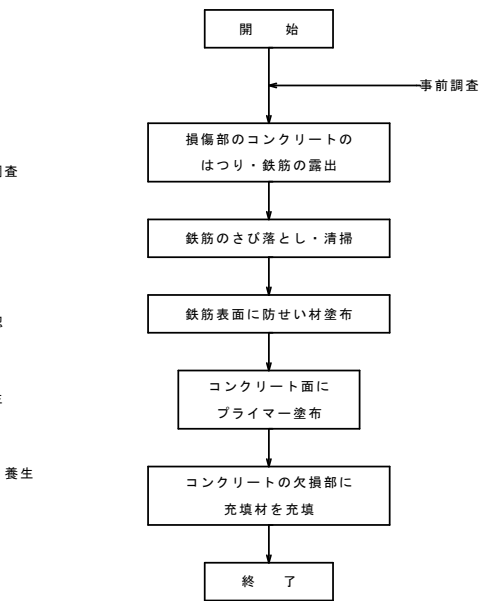 開 始
事前調査
損傷部のコンクリートの
はつり・鉄筋の露出
査
鉄筋のさび落とし・清掃
鉄筋表面に防せい材塗布
コンクリート面に
プライマー塗布
養生
コンクリートの欠損部に
充填材を充填
終 了